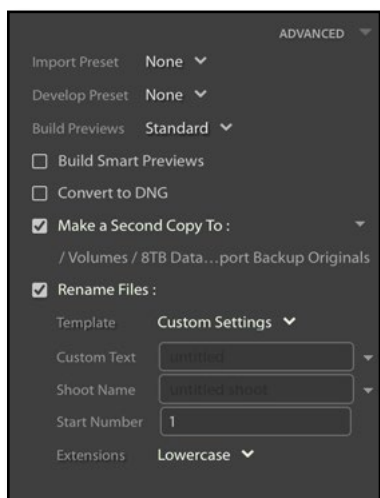 ADVANCED
Import Preset None
Develop Preset None
Build Previews Standard
Build Smart Previews
Convert to DNG
Make a Second Copy To :
/ Volumes / 8TB Data...port Backup Originals
Rename Files :
Template Custom Settings
Custom Text untitled
Shoot Name untitled shoot
Start Number 1
Extensions Lowercase